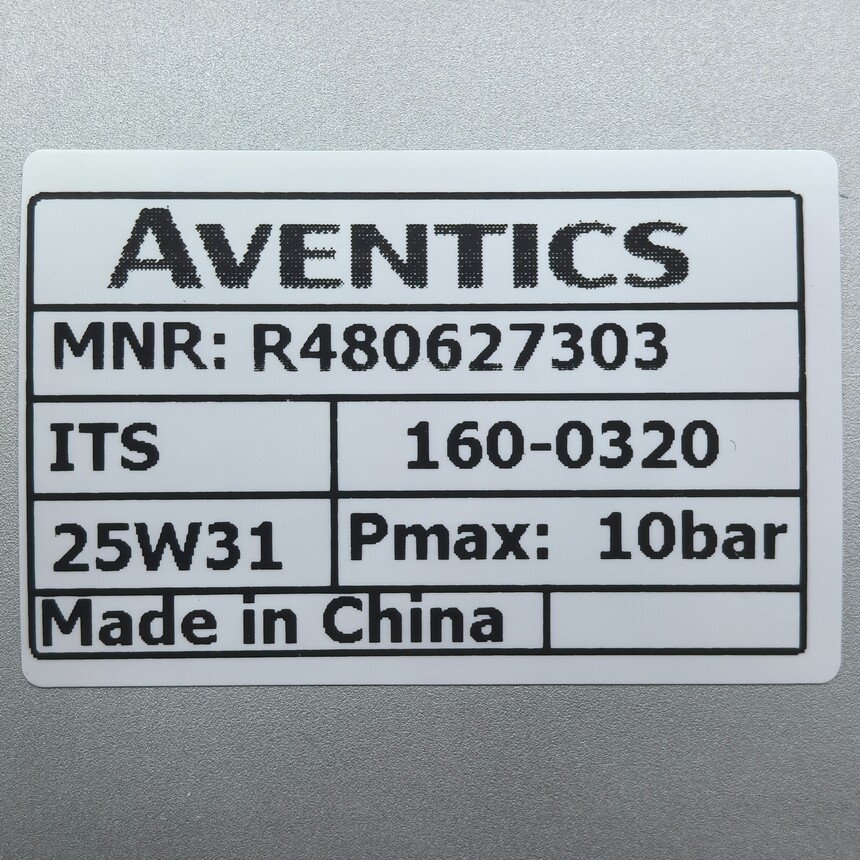 AVENTICS
MNR: R480627303
ITS 160-0320
25W31 Pmax: 10bar
Made in China